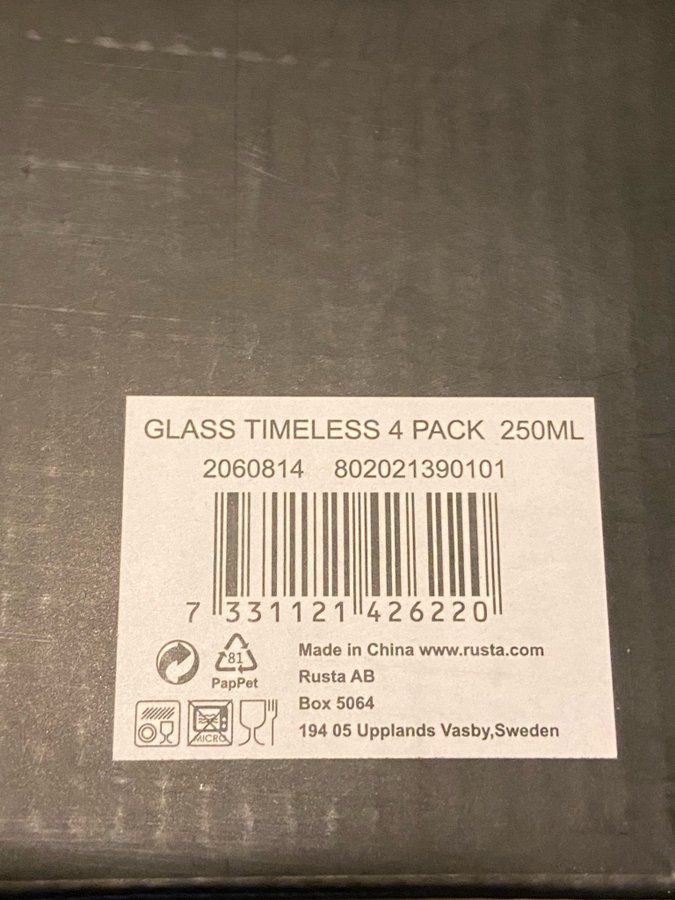 GLASS TIMELESS 4 PACK 250ML
2060814 802021390101
7 331121 426220
81
PapPet
Made in China www.rusta.com
Rusta AB
Box 5064
194 05 Upplands Vasby,Sweden
MICRO